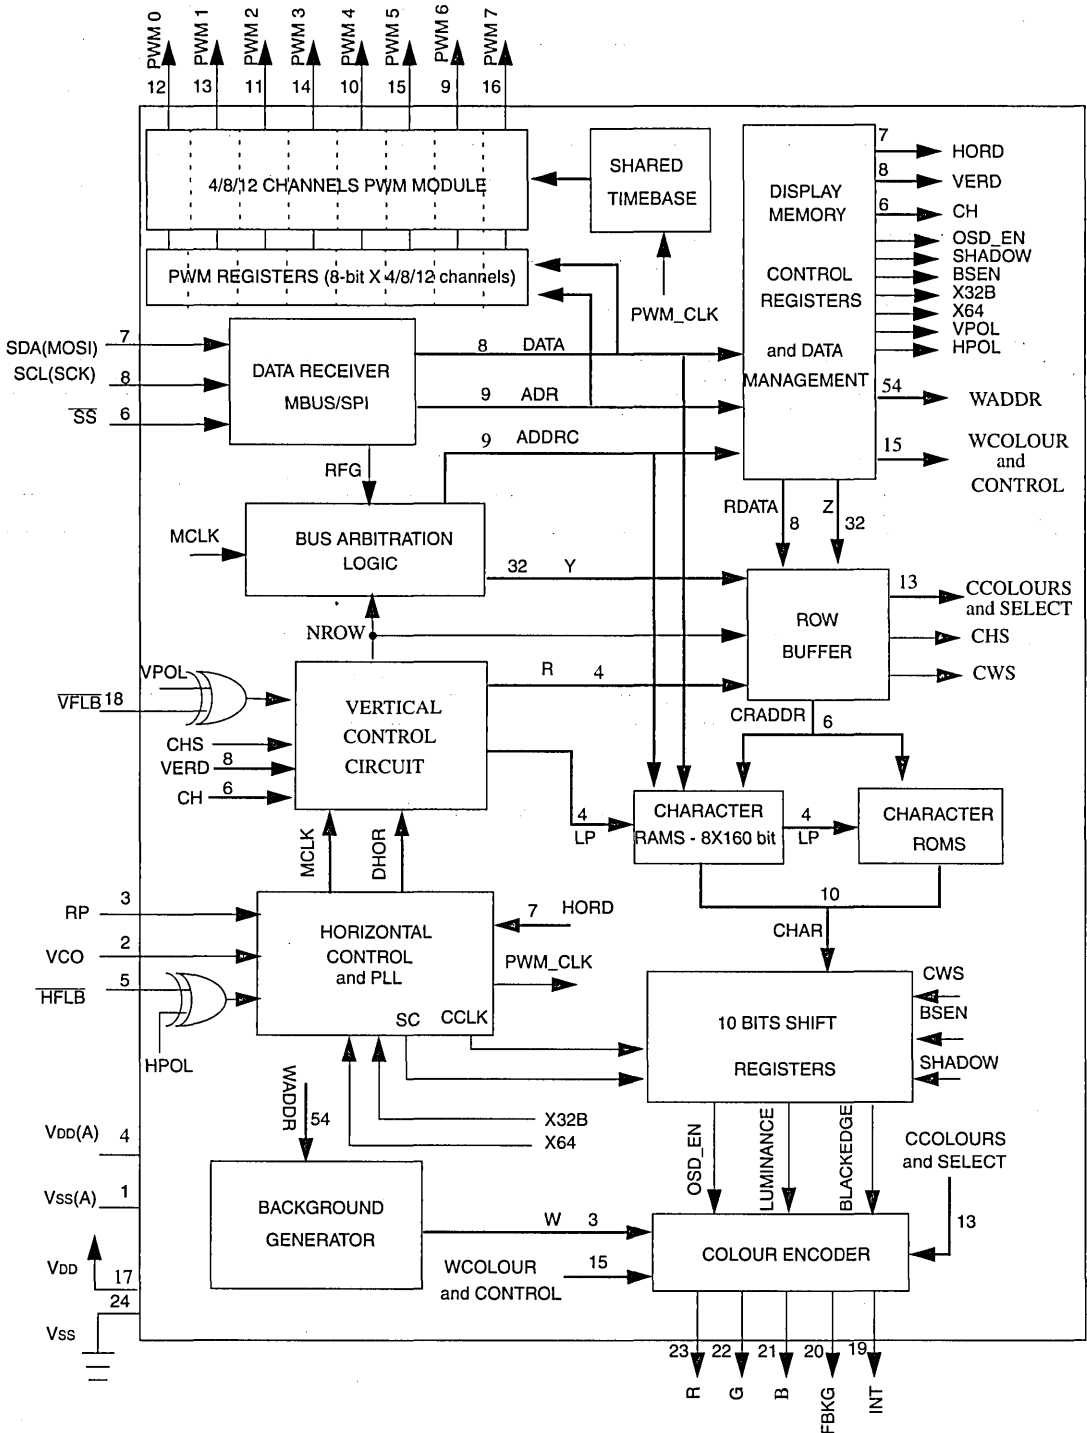 PWM 0
PWM 1
PWM 2
PWM 3
PWM 4
PWM 5
PWM 6
PWM 7
12
13
11
14
10
15
9
16
4/8/12 CHANNELS PWM MODULE
SHARED
TIMEBASE
PWM REGISTERS (8-bit X 4/8/12 channels)
PWM_CLK
DISPLAY
MEMORY
CONTROL
REGISTERS
and DATA
MANAGEMENT
7
HORD
8
VERD
6
CH
OSD_EN
SHADOW
BSEN
X32B
X64
VPOL
HPOL
54
WADDR
15
WCOLOUR
and
CONTROL
SDA(MOSI)
7
SCL(SCK)
8
SS
6
DATA RECEIVER
MBUS/SPI
8 DATA
9 ADR
9 ADDRC
RFG
MCLK
BUS ARBITRATION
LOGIC
RDATA
8
Z
32
32 Y
NROW
ROW
BUFFER
13
CCOLOURS
and SELECT
CHS
CWS
VPOL
VFLB
18
CHS
VERD
8
CH
6
VERTICAL
CONTROL
CIRCUIT
R 4
CRADDR
6
4
LP
CHARACTER
RAMS - 8X160 bit
4
LP
CHARACTER
ROMS
MCLK
DHOR
10
CHAR
RP
3
VCO
2
HFLB
5
HPOL
HORIZONTAL
CONTROL
and PLL
SC
CCLK
7
HORD
PWM_CLK
10 BITS SHIFT
REGISTERS
CWS
BSEN
SHADOW
WADDR
54
X32B
X64
OSD_EN
LUMINANCE
BLACKEDGE
CCOLOURS
and SELECT
13
VDD(A)
4
VSS(A)
1
VDD
17
24
VSS
BACKGROUND
GENERATOR
W 3
WCOLOUR
and CONTROL
15
COLOUR ENCODER
23
22
21
20
19
R
G
B
FBKG
INT